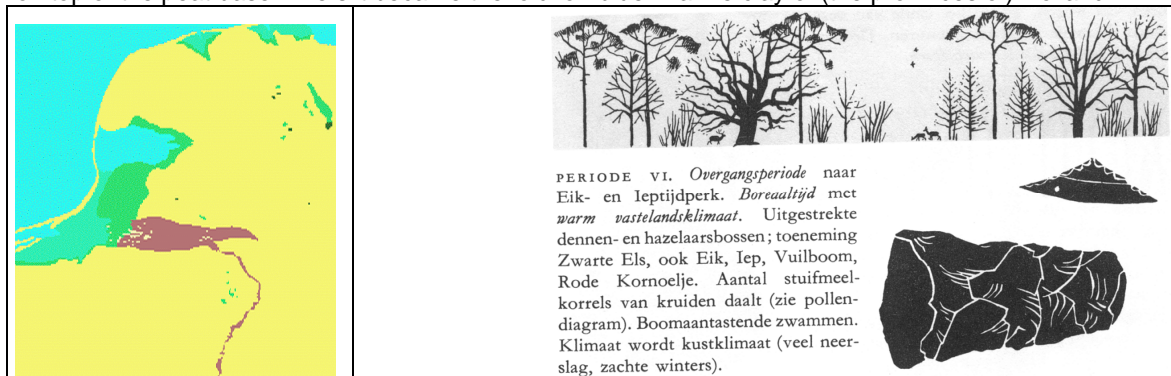 PERIODE VI. Overgangsperiode naar
Eik- en Ieptijdperk. Boreaaltijd met
warm vastelandsklimaat. Uitgestrekte
dennen- en hazelaarsbossen; toeneming
Zwarte Els, ook Eik, Iep, Vuilboom,
Rode Kornoelje. Aantal stuifmeel-
korrels van kruiden daalt (zie pollen-
diagram). Boomaantastende zwammen.
Klimaat wordt kustklimaat (veel neer-
slag, zachte winters).